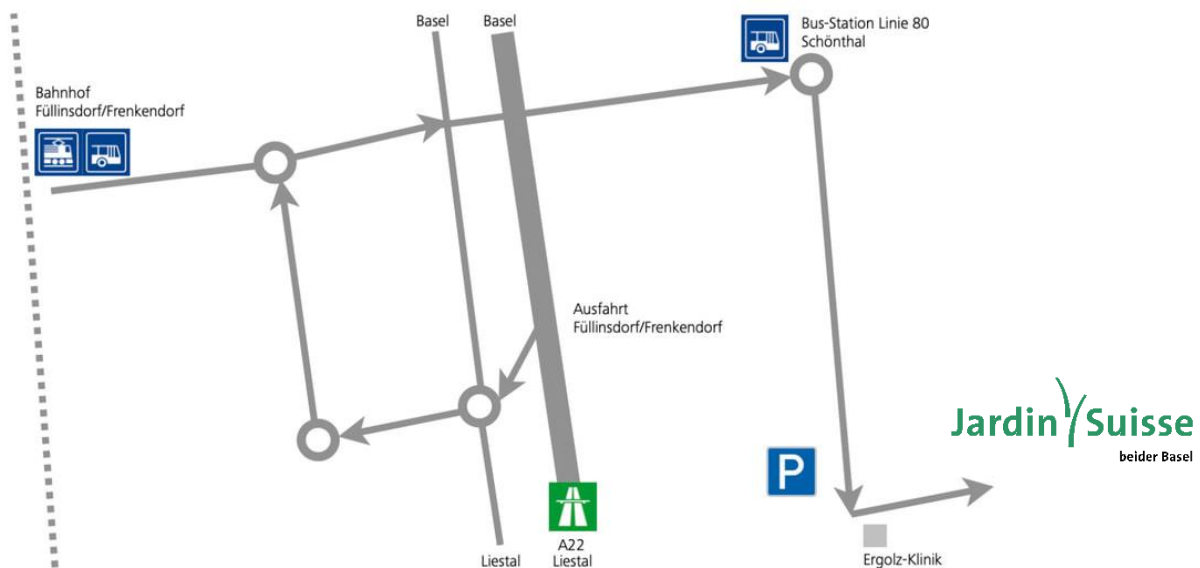 Basel
Basel
Bus-Station Linie 80
Schönthal
Bahnhof
Füllinsdorf/Frenkendorf
Ausfahrt
Füllinsdorf/Frenkendorf
Jardin Suisse
beider Basel
P
A22
Liestal
Liestal
Ergolz-Klinik